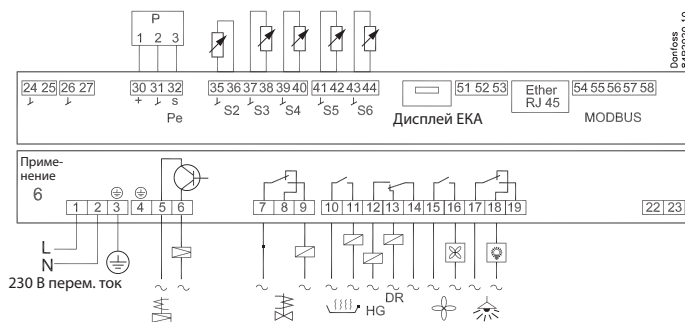 P
1 2 3
Danfoss
84B2929.10
24 25 26 27 30 31 32 35 36 37 38 39 40 41 42 43 44 51 52 53 Ether RJ 45 54 55 56 57 58
+ s S2 S3 S4 S5 S6
Pe
Дисплей EKA
MODBUS
Приме-
нение
6
1 2 3 4 5 6 7 8 9 10 11 12 13 14 15 16 17 18 19 22 23
L
N
230 В перем. ток
DR
HG